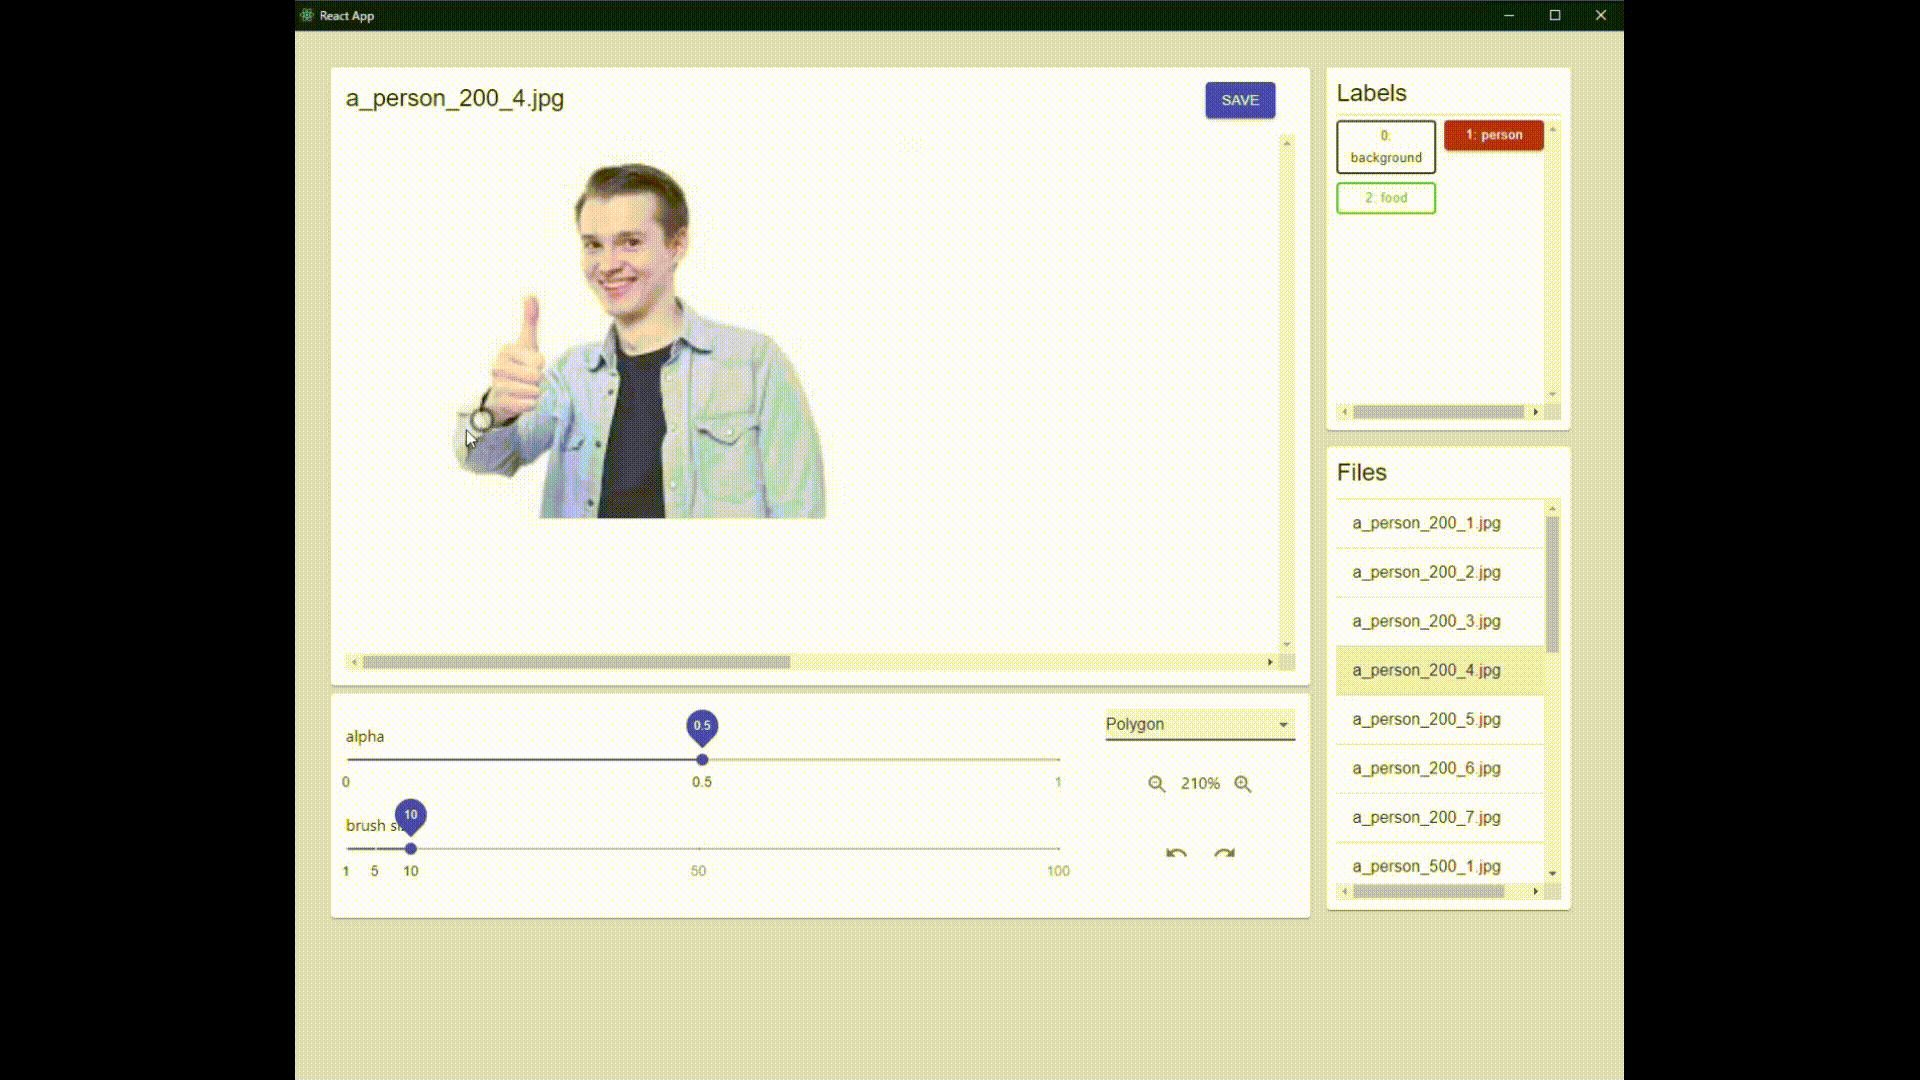 React App
a_person_200_4.jpg
SAVE
Labels
0:
background
1: person
2: food
Files
a_person_200_1.jpg
a_person_200_2.jpg
a_person_200_3.jpg
a_person_200_4.jpg
a_person_200_5.jpg
a_person_200_6.jpg
a_person_200_7.jpg
a_person_500_1.jpg
alpha
0.5
0 0.5 1
brush si
10
1 5 10 50 100
Polygon
210%